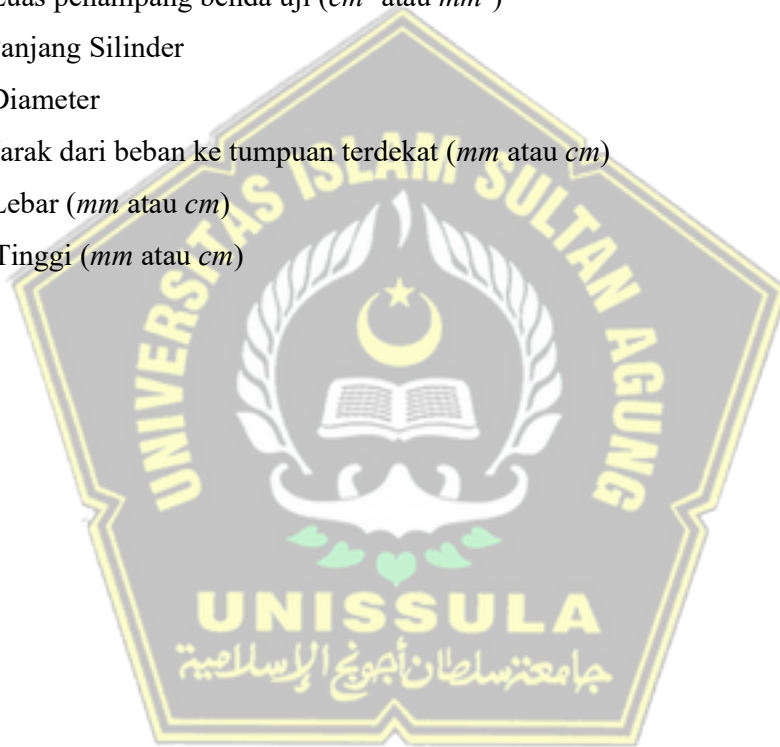 Luas penampang benda uji (cm² atau mm²)
Panjang Silinder
Diameter
Jarak dari beban ke tumpuan terdekat (mm atau cm)
Lebar (mm atau cm)
Tinggi (mm atau cm)
UNIVERSITAS ISLAM SULTAN AGUNG
UNISSULA
جامعة سلطان أجونج الإسلامية